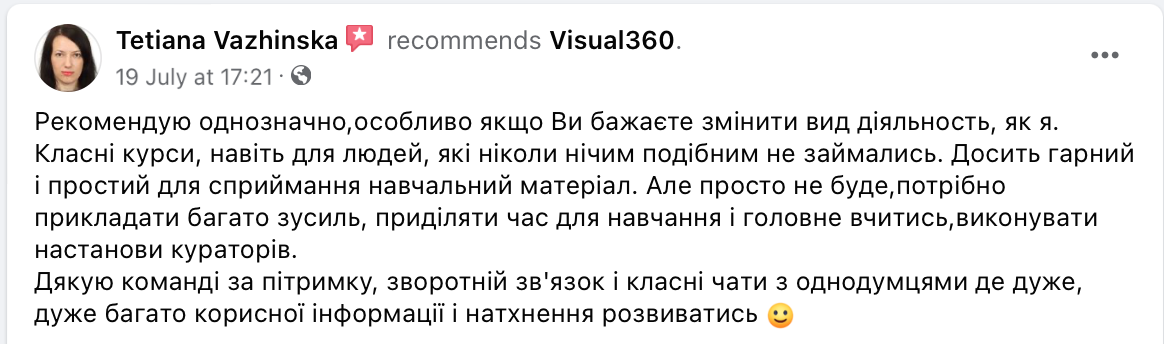 Tetiana Vazhinska recommends Visual360.
19 July at 17:21 ·
Рекомендую однозначно,особливо якщо Ви бажаєте змінити вид діяльность, як я.
Класні курси, навіть для людей, які ніколи нічим подібним не займались. Досить гарний
і простий для сприймання навчальний матеріал. Але просто не буде,потрібно
прикладати багато зусиль, приділяти час для навчання і головне вчитись,виконувати
настанови кураторів.
Дякую команді за пітримку, зворотній зв'язок і класні чати з однодумцями де дуже,
дуже багато корисної інформації і натхнення розвиватись 🙂